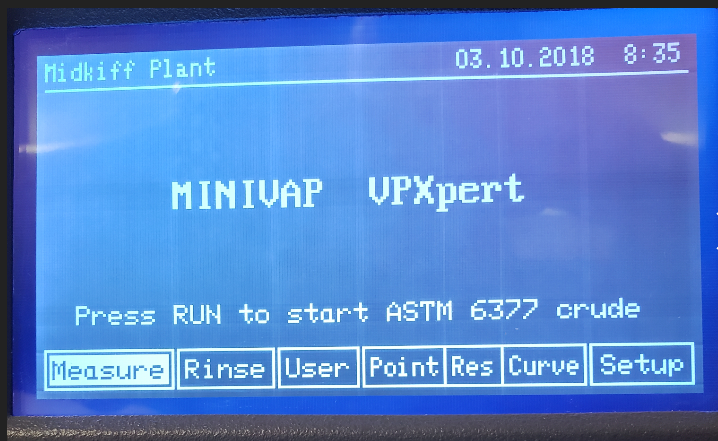 Midkiff Plant 03.10.2018 8:35
MINIVAP VPXpert
Press RUN to start ASTM 6377 crude
Measure Rinse User Point Res Curve Setup